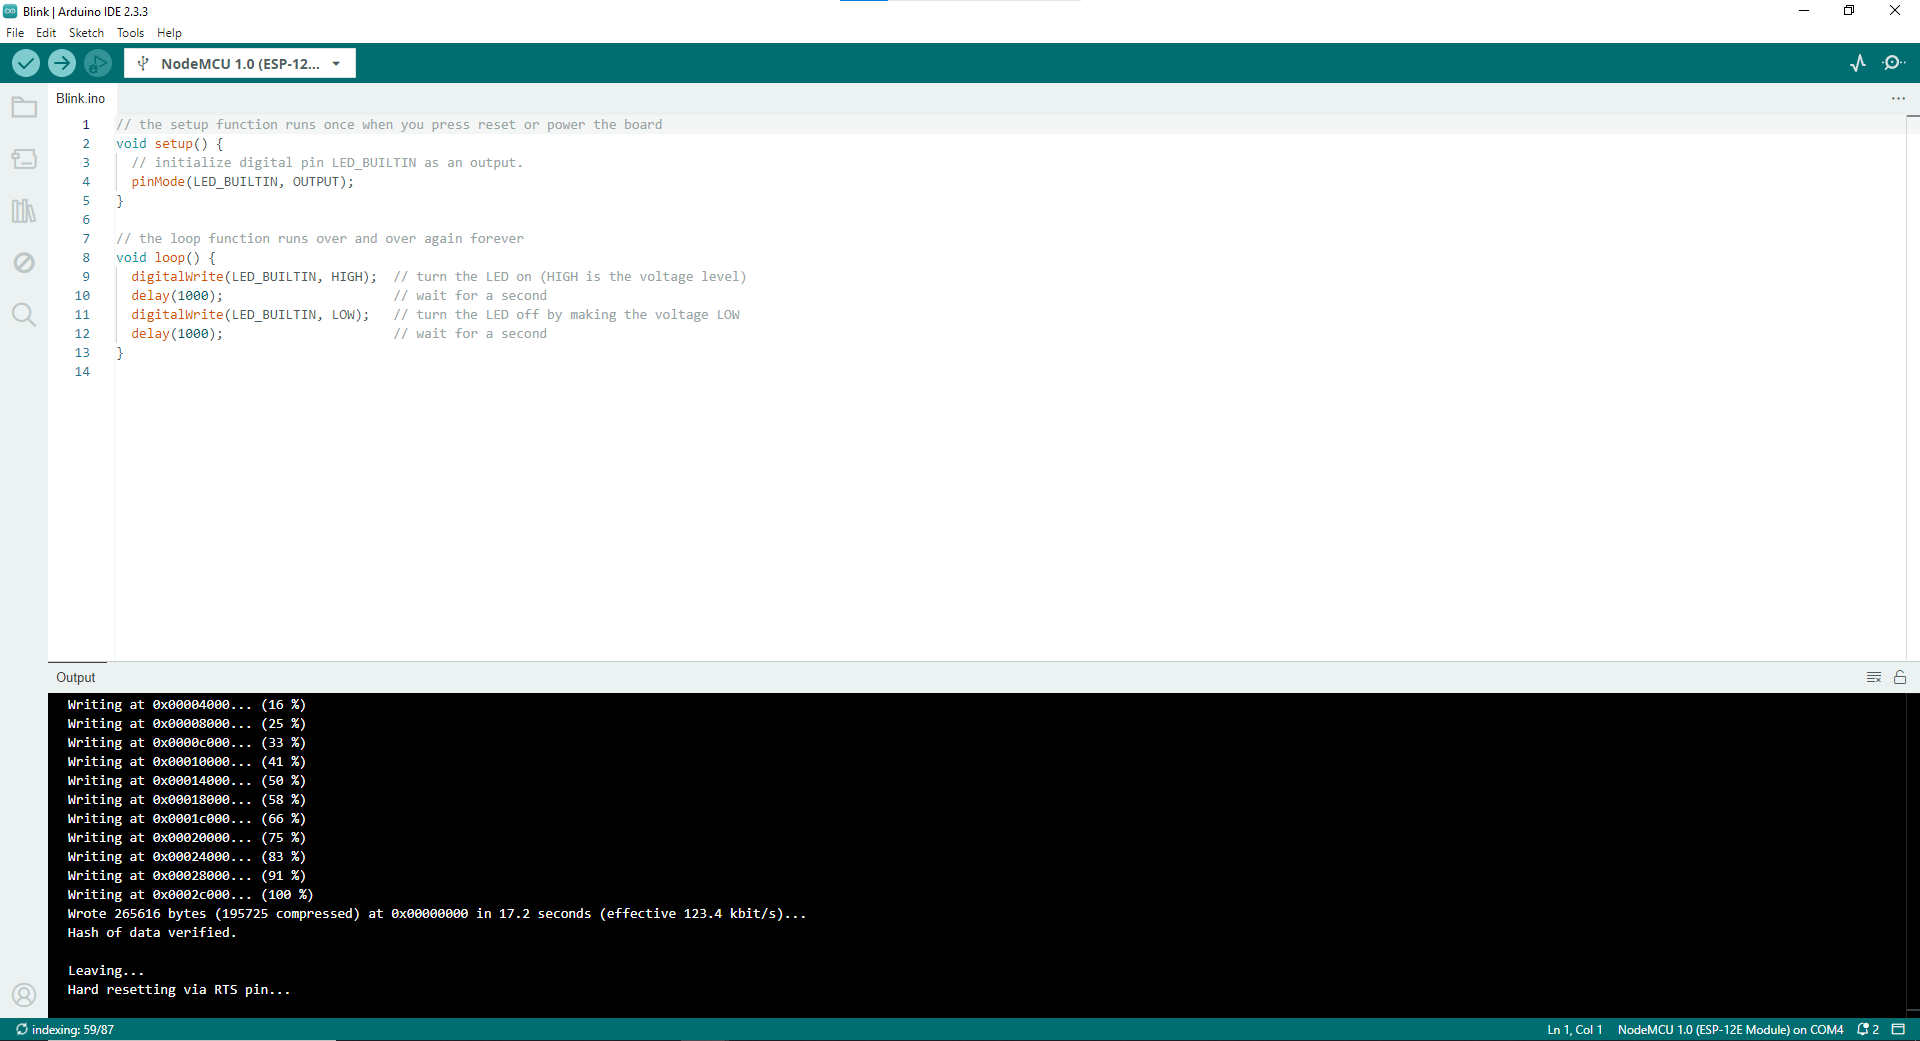 Blink | Arduino IDE 2.3.3
File Edit Sketch Tools Help
NodeMCU 1.0 (ESP-12...
Blink.ino
1 // the setup function runs once when you press reset or power the board
2 void setup() {
3 // initialize digital pin LED_BUILTIN as an output.
4 pinMode(LED_BUILTIN, OUTPUT);
5 }
6
7 // the loop function runs over and over again forever
8 void loop() {
9 digitalWrite(LED_BUILTIN, HIGH); // turn the LED on (HIGH is the voltage level)
10 delay(1000); // wait for a second
11 digitalWrite(LED_BUILTIN, LOW); // turn the LED off by making the voltage LOW
12 delay(1000); // wait for a second
13 }
14
Output
Writing at 0x00004000... (16 %)
Writing at 0x00008000... (25 %)
Writing at 0x0000c000... (33 %)
Writing at 0x00010000... (41 %)
Writing at 0x00014000... (50 %)
Writing at 0x00018000... (58 %)
Writing at 0x0001c000... (66 %)
Writing at 0x00020000... (75 %)
Writing at 0x00024000... (83 %)
Writing at 0x00028000... (91 %)
Writing at 0x0002c000... (100 %)
Wrote 265616 bytes (195725 compressed) at 0x00000000 in 17.2 seconds (effective 123.4 kbit/s)...
Hash of data verified.
Leaving...
Hard resetting via RTS pin...
indexing: 59/87 Ln 1, Col 1 NodeMCU 1.0 (ESP-12E Module) on COM4 2